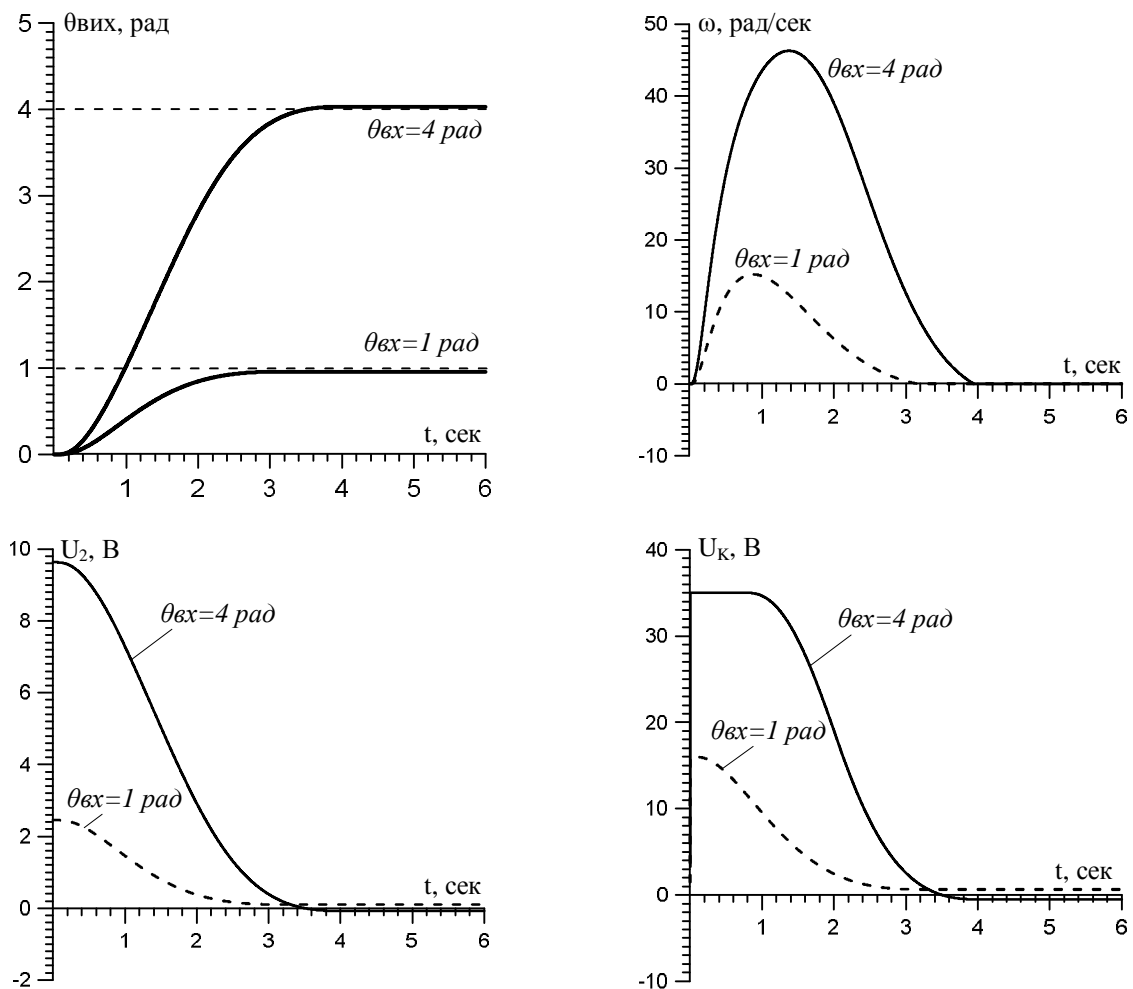 5
θвих, рад
4
θвх=4 рад
3
2
θвх=1 рад
1
t, сек
0
1 2 3 4 5 6
50
ω, рад/сек
θвх=4 рад
40
30
20
θвх=1 рад
10
t, сек
0
1 2 3 4 5 6
-10
10
U₂, В
θвх=4 рад
8
6
4
θвх=1 рад
2
t, сек
0
1 2 3 4 5 6
-2
40
Uᴋ, В
θвх=4 рад
30
20
θвх=1 рад
10
t, сек
0
1 2 3 4 5 6
-10